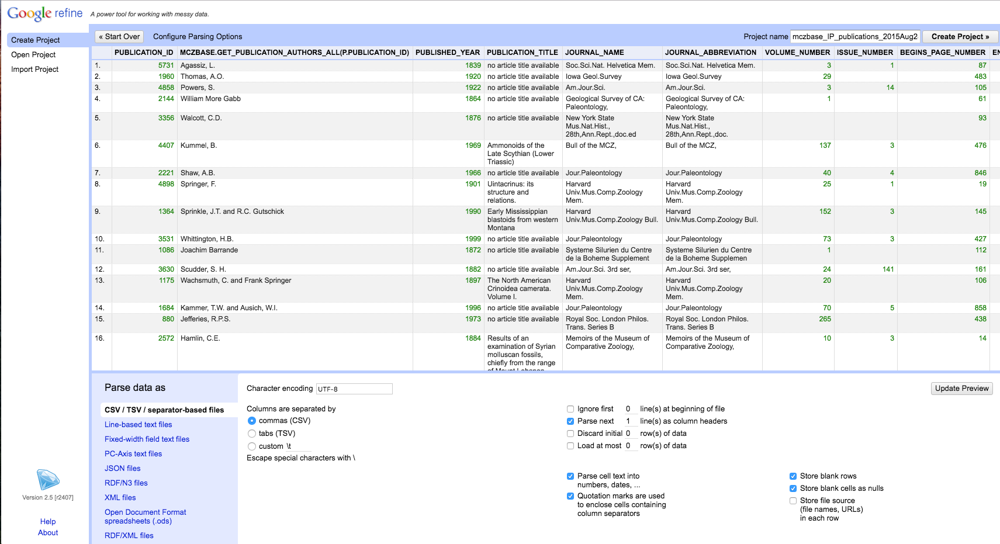 Google refine A power tool for working with messy data.
Create Project
Open Project
Import Project
« Start Over Configure Parsing Options Project name mczbase_IP_publications_2015Aug2 Create Project »
PUBLICATION_ID MCZBASE.GET_PUBLICATION_AUTHORS_ALL(P.PUBLICATION_ID) PUBLISHED_YEAR PUBLICATION_TITLE JOURNAL_NAME JOURNAL_ABBREVIATION VOLUME_NUMBER ISSUE_NUMBER BEGINS_PAGE_NUMBER EN
1. 5731 Agassiz, L. 1839 no article title available Soc.Sci.Nat. Helvetica Mem. Soc.Sci.Nat. Helvetica Mem. 3 1 87
2. 1960 Thomas, A.O. 1920 no article title available Iowa Geol.Survey Iowa Geol.Survey 29 483
3. 4858 Powers, S. 1922 no article title available Am.Jour.Sci. Am.Jour.Sci. 3 14 105
4. 2144 William More Gabb 1864 no article title available Geological Survey of CA: Geological Survey of CA: 1 61
Paleontology, Paleontology,
5. 3356 Walcott, C.D. 1876 no article title available New York State New York State 93
Mus.Nat.Hist., Mus.Nat.Hist.,
28th,Ann.Rept.,doc.ed 28th,Ann.Rept.,doc.
6. 4407 Kummel, B. 1969 Ammonoids of the Bull of the MCZ, Bull of the MCZ, 137 3 476
Late Scythian (Lower
Triassic)
7. 2221 Shaw, A.B. 1966 no article title available Jour.Paleontology Jour.Paleontology 40 4 846
8. 4898 Springer, F. 1901 Uintacrinus: its Harvard Harvard 25 1 19
structure and Univ.Mus.Comp.Zoology Univ.Mus.Comp.Zoology
relations. Mem. Mem.
9. 1364 Sprinkle, J.T. and R.C. Gutschick 1990 Early Mississippian Harvard Harvard 152 3 145
blastoids from western Univ.Mus.Comp.Zoology Bull. Univ.Mus.Comp.Zoology Bull.
Montana
10. 3531 Whittington, H.B. 1999 no article title available Jour.Paleontology Jour.Paleontology 73 3 427
11. 1086 Joachim Barrande 1872 no article title available Systeme Silurien du Centre Systeme Silurien du Centre 1 112
de la Boheme Supplement de la Boheme Supplemen
12. 3630 Scudder, S. H. 1882 no article title available Am.Jour.Sci. 3rd ser, Am.Jour.Sci. 3rd ser, 24 141 161
13. 1175 Wachsmuth, C. and Frank Springer 1897 The North American Harvard Harvard 20 106
Crinoidea camerata. Univ.Mus.Comp.Zoology Univ.Mus.Comp.Zoology
Volume I. Mem. Mem.
14. 1684 Kammer, T.W. and Ausich, W.I. 1996 no article title available Jour.Paleontology Jour.Paleontology 70 5 858
15. 880 Jefferies, R.P.S. 1973 no article title available Royal Soc. London Philos. Royal Soc. London Philos. 265 438
Trans. Series B Trans. Series B
16. 2572 Hamlin, C.E. 1884 Results of an Memoirs of the Museum of Memoirs of the Museum of 10 3 14
examination of Syrian Comparative Zoology, Comparative Zoology,
molluscan fossils,
chiefly from the range
of Mount Lebanon
Parse data as
CSV / TSV / separator-based files
Line-based text files
Fixed-width field text files
PC-Axis text files
JSON files
RDF/N3 files
XML files
Open Document Format
spreadsheets (.ods)
RDF/XML files
Character encoding UTF-8
Update Preview
Columns are separated by
commas (CSV)
tabs (TSV)
custom \t
Escape special characters with \
Ignore first 0 line(s) at beginning of file
Parse next 1 line(s) as column headers
Discard initial 0 row(s) of data
Load at most 0 row(s) of data
Parse cell text into
numbers, dates, ...
Quotation marks are used
to enclose cells containing
column separators
Store blank rows
Store blank cells as nulls
Store file source
(file names, URLs)
in each row
Version 2.5 [r2407]
Help
About